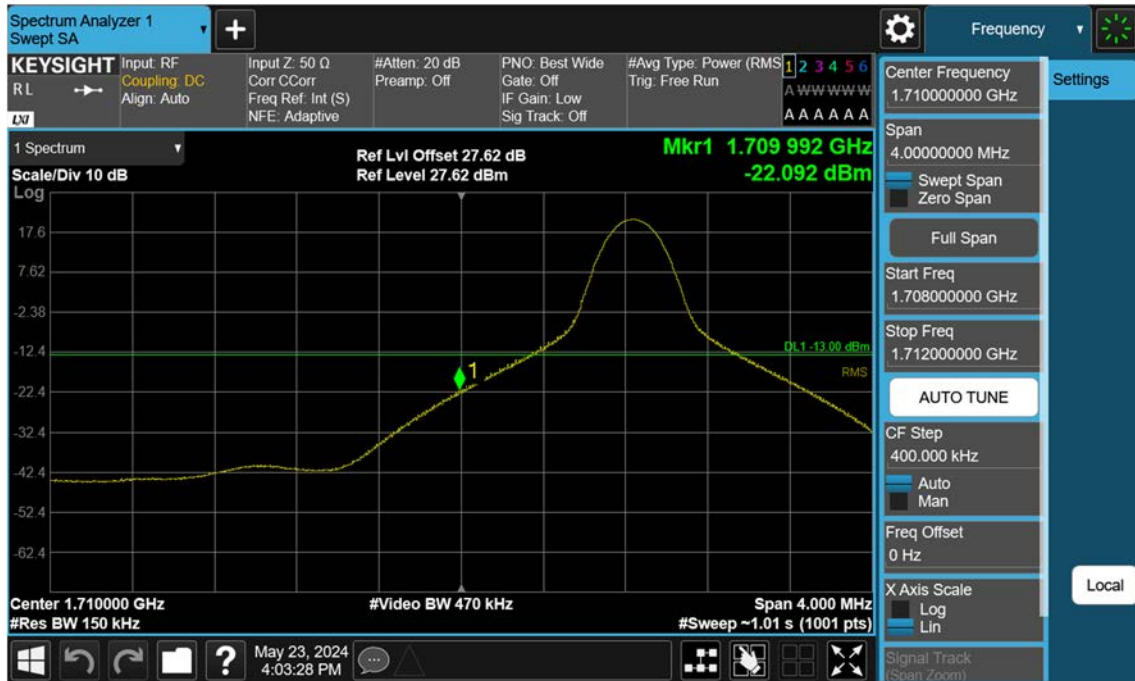 Spectrum Analyzer 1
Swept SA
Frequency
KEYSIGHT
RL
LXI
Input: RF
Coupling: DC
Align: Auto
Input Z: 50 Ω
Corr CCorr
Freq Ref: Int (S)
NFE: Adaptive
#Atten: 20 dB
Preamp: Off
PNO: Best Wide
Gate: Off
IF Gain: Low
Sig Track: Off
#Avg Type: Power (RMS
Trig: Free Run
1 2 3 4 5 6
A W W W W W
A A A A A A
1 Spectrum
Scale/Div 10 dB
Log
Ref Lvl Offset 27.62 dB
Ref Level 27.62 dBm
Mkr1 1.709 992 GHz
-22.092 dBm
17.6
7.62
-2.38
-12.4
-22.4
-32.4
-42.4
-52.4
-62.4
DL1 -13.00 dBm
RMS
1
Center 1.710000 GHz
#Res BW 150 kHz
#Video BW 470 kHz
Span 4.000 MHz
#Sweep ~1.01 s (1001 pts)
Center Frequency
1.710000000 GHz
Span
4.00000000 MHz
Swept Span
Zero Span
Full Span
Start Freq
1.708000000 GHz
Stop Freq
1.712000000 GHz
AUTO TUNE
CF Step
400.000 kHz
Auto
Man
Freq Offset
0 Hz
X Axis Scale
Log
Lin
Signal Track
(Span Zoom)
Settings
Local
?
May 23, 2024
4:03:28 PM